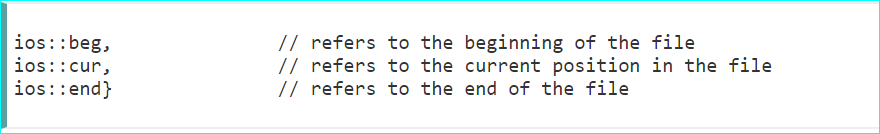 ios::beg,              // refers to the beginning of the file
ios::cur,              // refers to the current position in the file
ios::end}              // refers to the end of the file